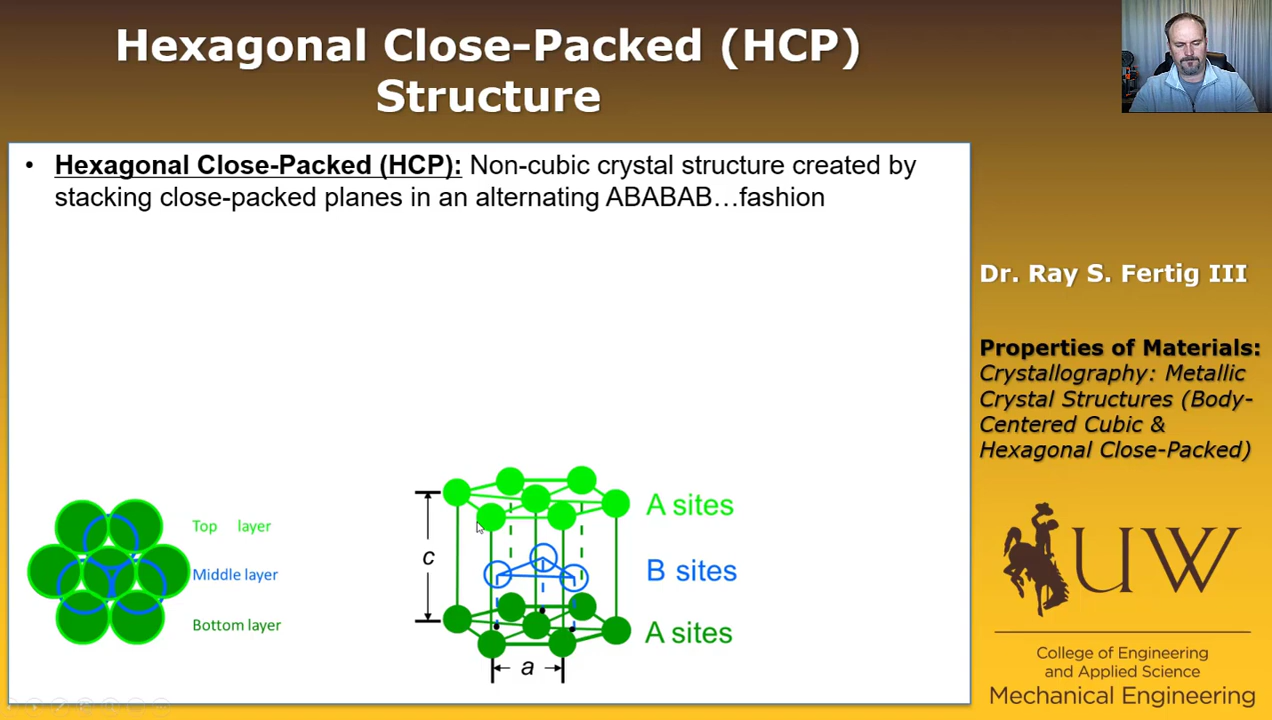 Hexagonal Close-Packed (HCP)
Structure
• Hexagonal Close-Packed (HCP): Non-cubic crystal structure created by
stacking close-packed planes in an alternating ABABAB…fashion
Top layer
Middle layer
Bottom layer
c
a
A sites
B sites
A sites
Dr. Ray S. Fertig III
Properties of Materials:
Crystallography: Metallic
Crystal Structures (Body-
Centered Cubic &
Hexagonal Close-Packed)
UW
College of Engineering
and Applied Science
Mechanical Engineering